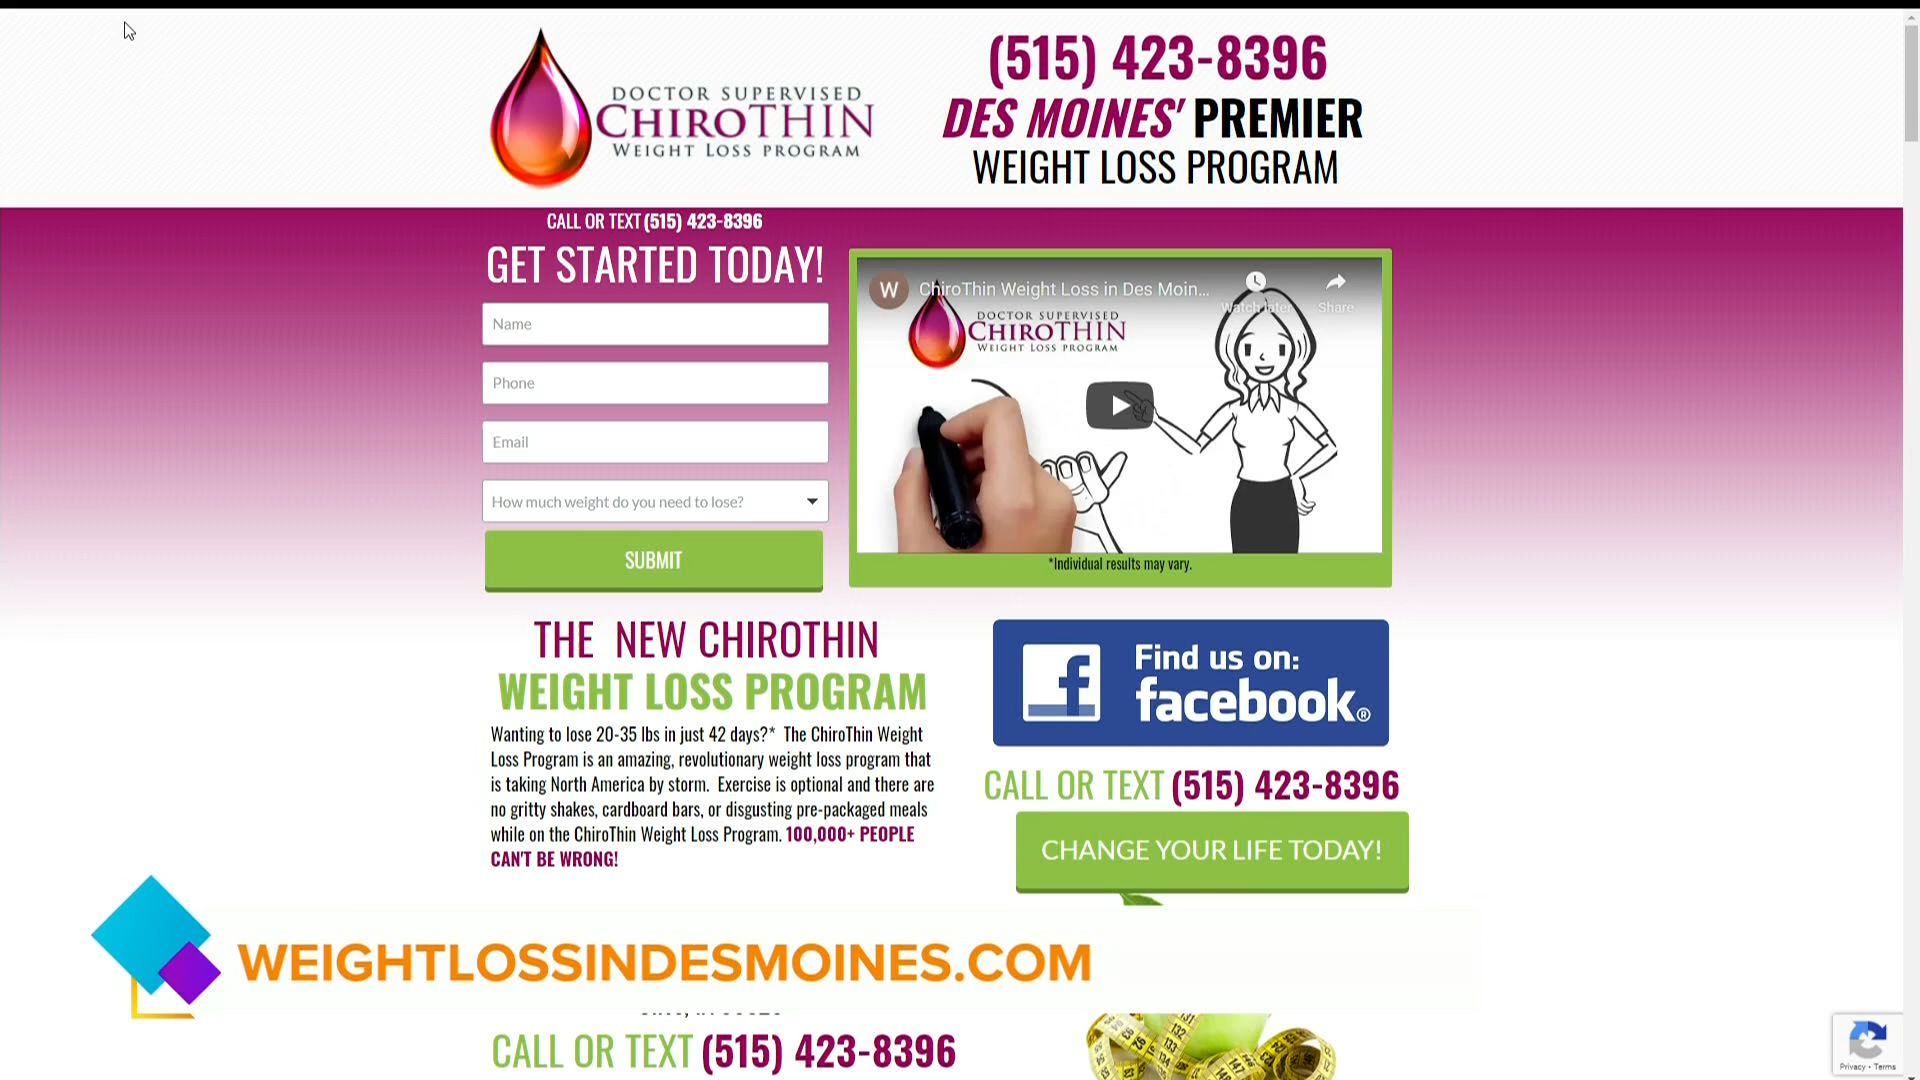 DOCTOR SUPERVISED
CHIROTHIN
WEIGHT LOSS PROGRAM
(515) 423-8396
DES MOINES' PREMIER
WEIGHT LOSS PROGRAM
CALL OR TEXT (515) 423-8396
GET STARTED TODAY!
Name
Phone
Email
How much weight do you need to lose?
SUBMIT
W
ChiroThin Weight Loss in Des Moin...
Watch later
Share
DOCTOR SUPERVISED
CHIROTHIN
WEIGHT LOSS PROGRAM
*Individual results may vary.
THE NEW CHIROTHIN
WEIGHT LOSS PROGRAM
Wanting to lose 20-35 lbs in just 42 days?* The ChiroThin Weight
Loss Program is an amazing, revolutionary weight loss program that
is taking North America by storm. Exercise is optional and there are
no gritty shakes, cardboard bars, or disgusting pre-packaged meals
while on the ChiroThin Weight Loss Program. 100,000+ PEOPLE
CAN'T BE WRONG!
f
Find us on:
facebook®
CALL OR TEXT (515) 423-8396
CHANGE YOUR LIFE TODAY!
WEIGHTLOSSINDESMOINES.COM
CALL OR TEXT (515) 423-8396
Privacy - Terms